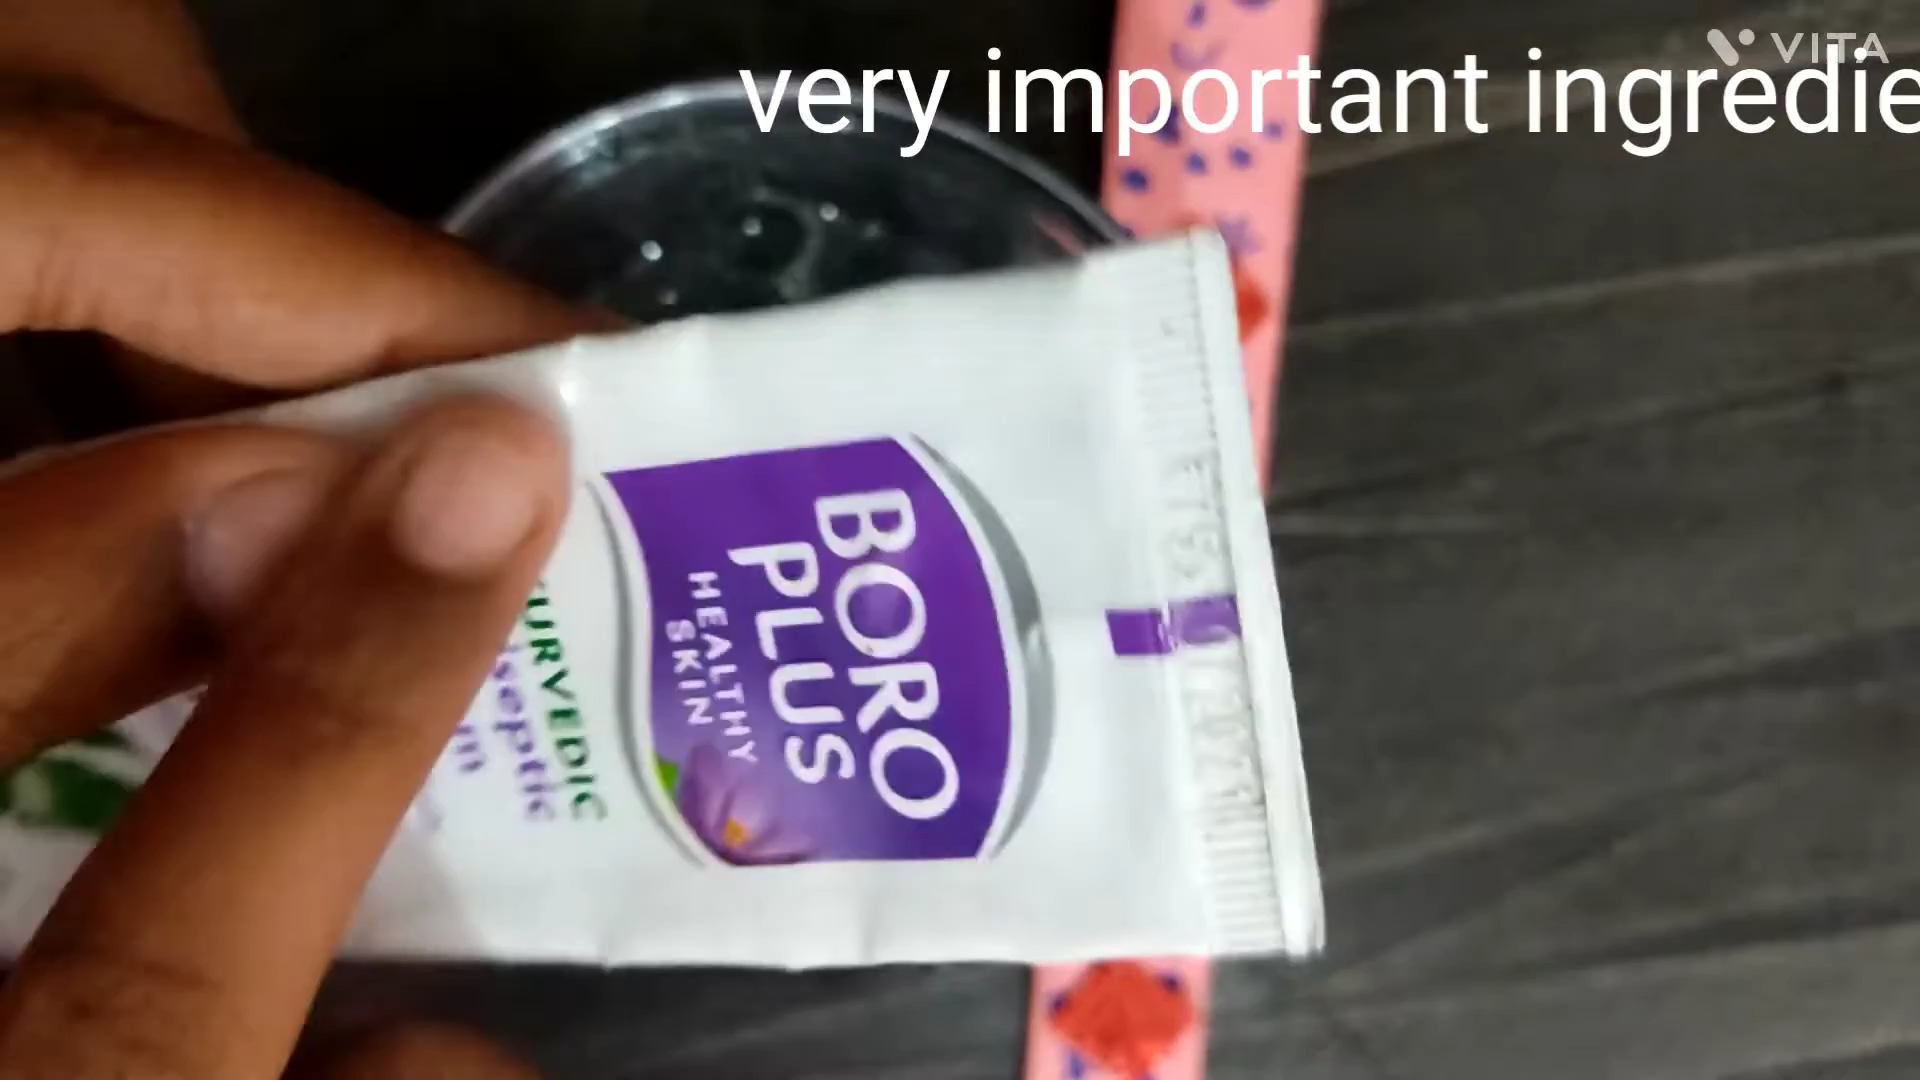 VITA
very important ingredie
BORO
PLUS
HEALTHY
SKIN